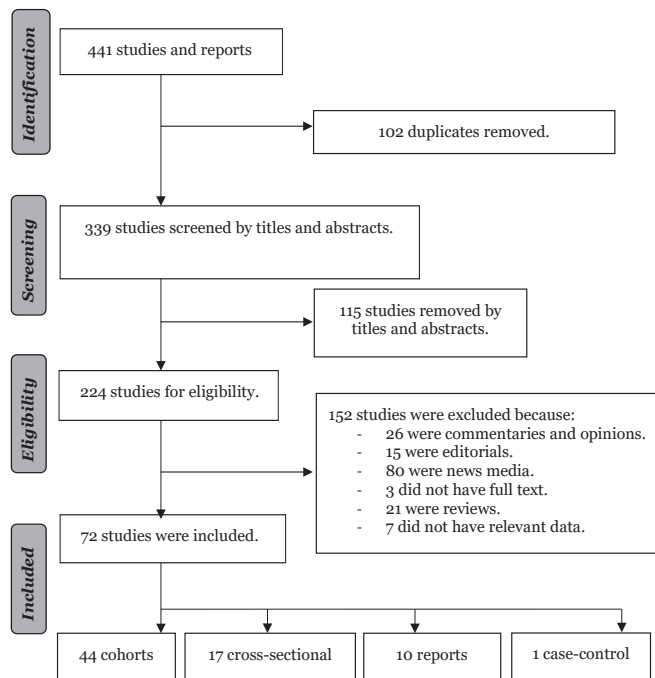 Identification
441 studies and reports
102 duplicates removed.
Screening
339 studies screened by titles and abstracts.
115 studies removed by
titles and abstracts.
Eligibility
224 studies for eligibility.
152 studies were excluded because:
- 26 were commentaries and opinions.
- 15 were editorials.
- 80 were news media.
- 3 did not have full text.
- 21 were reviews.
- 7 did not have relevant data.
Included
72 studies were included.
44 cohorts
17 cross-sectional
10 reports
1 case-control